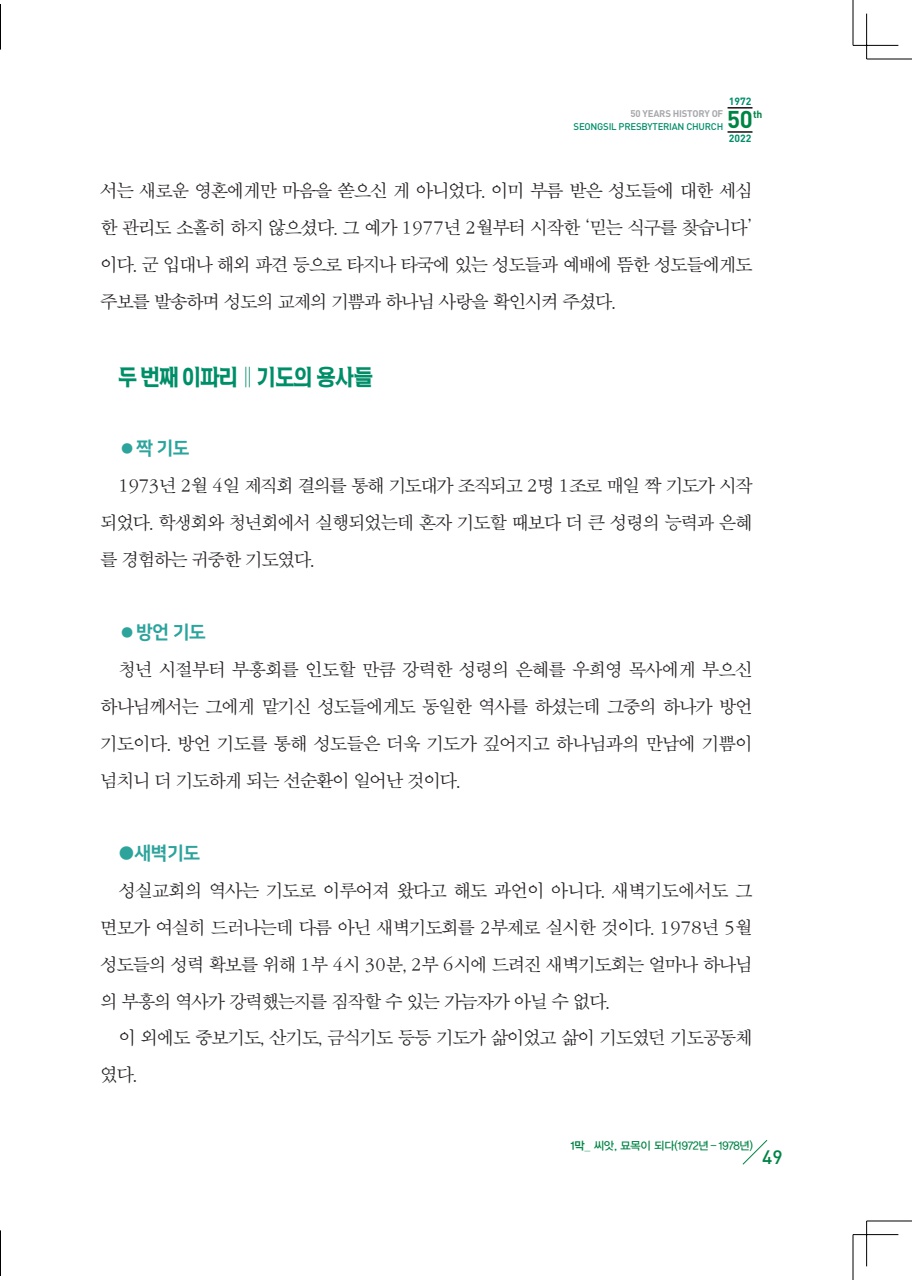 1972
50 YEARS HISTORY OF
SEONGSIL PRESBYTERIAN CHURCH
50th
2022
서는 새로운 영혼에게만 마음을 쏟으신 게 아니었다. 이미 부름 받은 성도들에 대한 세심
한 관리도 소홀히 하지 않으셨다. 그 예가 1977년 2월부터 시작한 ‘믿는 식구를 찾습니다’
이다. 군 입대나 해외 파견 등으로 타지나 타국에 있는 성도들과 예배에 뜸한 성도들에게도
주보를 발송하며 성도의 교제의 기쁨과 하나님 사랑을 확인시켜 주셨다.
두 번째 이파리 ∥ 기도의 용사들
● 짝 기도
1973년 2월 4일 제직회 결의를 통해 기도대가 조직되고 2명 1조로 매일 짝 기도가 시작
되었다. 학생회와 청년회에서 실행되었는데 혼자 기도할 때보다 더 큰 성령의 능력과 은혜
를 경험하는 귀중한 기도였다.
● 방언 기도
청년 시절부터 부흥회를 인도할 만큼 강력한 성령의 은혜를 우희영 목사에게 부으신
하나님께서는 그에게 맡기신 성도들에게도 동일한 역사를 하셨는데 그중의 하나가 방언
기도이다. 방언 기도를 통해 성도들은 더욱 기도가 깊어지고 하나님과의 만남에 기쁨이
넘치니 더 기도하게 되는 선순환이 일어난 것이다.
●새벽기도
성실교회의 역사는 기도로 이루어져 왔다고 해도 과언이 아니다. 새벽기도에서도 그
면모가 여실히 드러나는데 다름 아닌 새벽기도회를 2부제로 실시한 것이다. 1978년 5월
성도들의 성력 확보를 위해 1부 4시 30분, 2부 6시에 드려진 새벽기도회는 얼마나 하나님
의 부흥의 역사가 강력했는지를 짐작할 수 있는 가늠자가 아닐 수 없다.
이 외에도 중보기도, 산기도, 금식기도 등등 기도가 삶이었고 삶이 기도였던 기도공동체
였다.
1막_ 씨앗, 묘목이 되다(1972년 – 1978년)
49